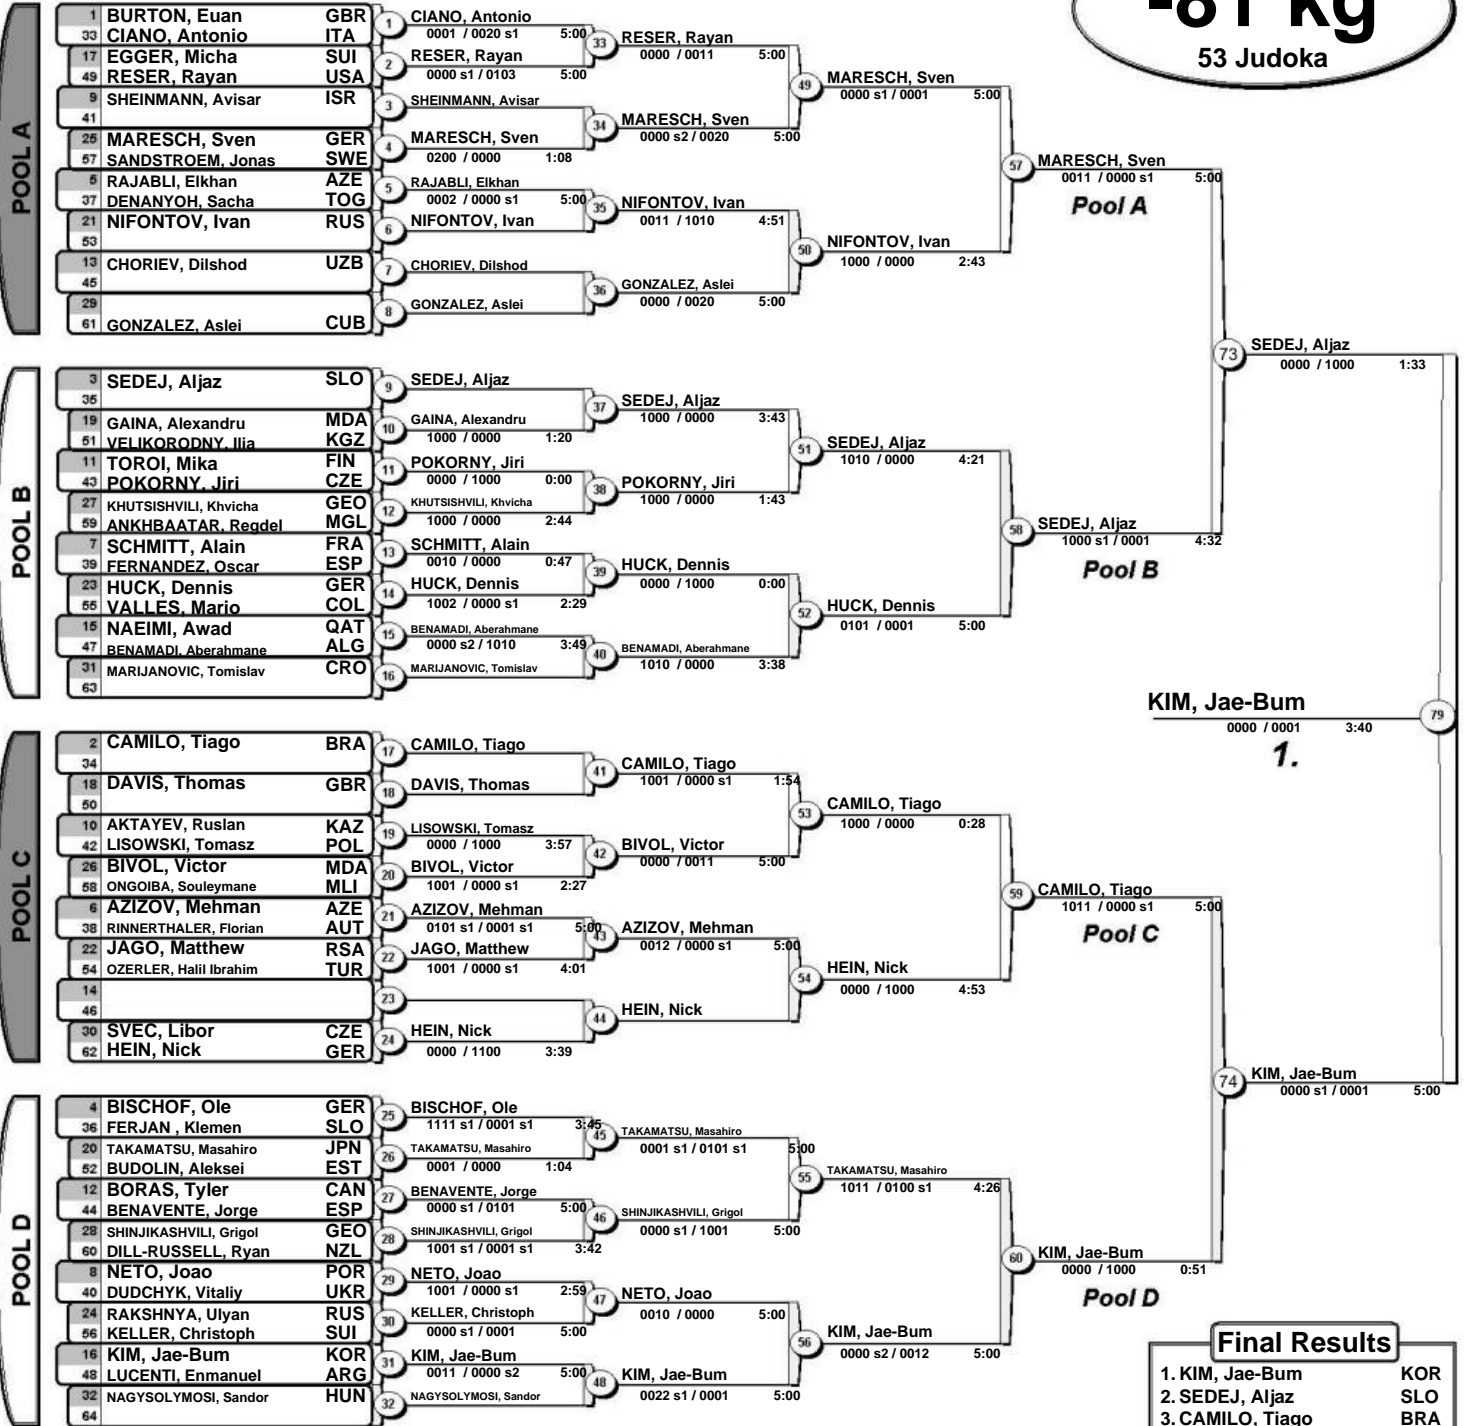 -81 kg
53 Judoka
POOL A
1 BURTON, Euan GBR
33 CIANO, Antonio ITA
17 EGGER, Micha SUI
49 RESER, Rayan USA
9 SHEINMANN, Avisar ISR
41
25 MARESCH, Sven GER
57 SANDSTROEM, Jonas SWE
5 RAJABLI, Elkhan AZE
37 DENANYOH, Sacha TOG
21 NIFONTOV, Ivan RUS
53
13 CHORIEV, Dilshod UZB
45
29
61 GONZALEZ, Aslei CUB
1 CIANO, Antonio
0001 / 0020 s1 5:00
2 RESER, Rayan
0000 s1 / 0103 5:00
3 SHEINMANN, Avisar
4 MARESCH, Sven
0200 / 0000 1:08
5 RAJABLI, Elkhan
0002 / 0000 s1 5:00
6 NIFONTOV, Ivan
7 CHORIEV, Dilshod
8 GONZALEZ, Aslei
33 RESER, Rayan
0000 / 0011 5:00
34 MARESCH, Sven
0000 s2 / 0020 5:00
35 NIFONTOV, Ivan
0011 / 1010 4:51
36 GONZALEZ, Aslei
0000 / 0020 5:00
49 MARESCH, Sven
0000 s1 / 0001 5:00
50 NIFONTOV, Ivan
1000 / 0000 2:43
57 MARESCH, Sven
0011 / 0000 s1 5:00
Pool A
POOL B
3 SEDEJ, Aljaz SLO
35
19 GAINA, Alexandru MDA
51 VELIKORODNY, Ilia KGZ
11 TOROI, Mika FIN
43 POKORNY, Jiri CZE
27 KHUTSISHVILI, Khvicha GEO
59 ANKHBAATAR, Regdel MGL
7 SCHMITT, Alain FRA
39 FERNANDEZ, Oscar ESP
23 HUCK, Dennis GER
55 VALLES, Mario COL
15 NAEIMI, Awad QAT
47 BENAMADI, Aberahmane ALG
31 MARIJANOVIC, Tomislav CRO
63
9 SEDEJ, Aljaz
10 GAINA, Alexandru
1000 / 0000 1:20
11 POKORNY, Jiri
0000 / 1000 0:00
12 KHUTSISHVILI, Khvicha
1000 / 0000 2:44
13 SCHMITT, Alain
0010 / 0000 0:47
14 HUCK, Dennis
1002 / 0000 s1 2:29
15 BENAMADI, Aberahmane
0000 s2 / 1010 3:49
16 MARIJANOVIC, Tomislav
37 SEDEJ, Aljaz
1000 / 0000 3:43
38 POKORNY, Jiri
1000 / 0000 1:43
39 HUCK, Dennis
0000 / 1000 0:00
40 BENAMADI, Aberahmane
1010 / 0000 3:38
51 SEDEJ, Aljaz
1010 / 0000 4:21
52 HUCK, Dennis
0101 / 0001 5:00
58 SEDEJ, Aljaz
1000 s1 / 0001 4:32
Pool B
73 SEDEJ, Aljaz
0000 / 1000 1:33
KIM, Jae-Bum 79
0000 / 0001 3:40
1.
POOL C
2 CAMILO, Tiago BRA
34
18 DAVIS, Thomas GBR
50
10 AKTAYEV, Ruslan KAZ
42 LISOWSKI, Tomasz POL
26 BIVOL, Victor MDA
58 ONGOIBA, Souleymane MLI
6 AZIZOV, Mehman AZE
38 RINNERTHALER, Florian AUT
22 JAGO, Matthew RSA
54 OZERLER, Halil Ibrahim TUR
14
46
30 SVEC, Libor CZE
62 HEIN, Nick GER
17 CAMILO, Tiago
18 DAVIS, Thomas
19 LISOWSKI, Tomasz
0000 / 1000 3:57
20 BIVOL, Victor
1001 / 0000 s1 2:27
21 AZIZOV, Mehman
0101 s1 / 0001 s1 5:00
22 JAGO, Matthew
1001 / 0000 s1 4:01
23
24 HEIN, Nick
0000 / 1100 3:39
41 CAMILO, Tiago
1001 / 0000 s1 1:54
42 BIVOL, Victor
0000 / 0011 5:00
43 AZIZOV, Mehman
0012 / 0000 s1 5:00
44 HEIN, Nick
53 CAMILO, Tiago
1000 / 0000 0:28
54 HEIN, Nick
0000 / 1000 4:53
59 CAMILO, Tiago
1011 / 0000 s1 5:00
Pool C
POOL D
4 BISCHOF, Ole GER
36 FERJAN , Klemen SLO
20 TAKAMATSU, Masahiro JPN
52 BUDOLIN, Aleksei EST
12 BORAS, Tyler CAN
44 BENAVENTE, Jorge ESP
28 SHINJIKASHVILI, Grigol GEO
60 DILL-RUSSELL, Ryan NZL
8 NETO, Joao POR
40 DUDCHYK, Vitaliy UKR
24 RAKSHNYA, Ulyan RUS
56 KELLER, Christoph SUI
16 KIM, Jae-Bum KOR
48 LUCENTI, Enmanuel ARG
32 NAGYSOLYMOSI, Sandor HUN
64
25 BISCHOF, Ole
1111 s1 / 0001 s1 3:45
26 TAKAMATSU, Masahiro
0001 / 0000 1:04
27 BENAVENTE, Jorge
0000 s1 / 0101 5:00
28 SHINJIKASHVILI, Grigol
1001 s1 / 0001 s1 3:42
29 NETO, Joao
1001 / 0000 s1 2:59
30 KELLER, Christoph
0000 s1 / 0001 5:00
31 KIM, Jae-Bum
0011 / 0000 s2 5:00
32 NAGYSOLYMOSI, Sandor
45 TAKAMATSU, Masahiro
0001 s1 / 0101 s1 5:00
46 SHINJIKASHVILI, Grigol
0000 s1 / 1001 5:00
47 NETO, Joao
0010 / 0000 5:00
48 KIM, Jae-Bum
0022 s1 / 0001 5:00
55 TAKAMATSU, Masahiro
1011 / 0100 s1 4:26
56 KIM, Jae-Bum
0000 s2 / 0012 5:00
60 KIM, Jae-Bum
0000 / 1000 0:51
Pool D
74 KIM, Jae-Bum
0000 s1 / 0001 5:00
Final Results
1. KIM, Jae-Bum KOR
2. SEDEJ, Aljaz SLO
3. CAMILO, Tiago BRA